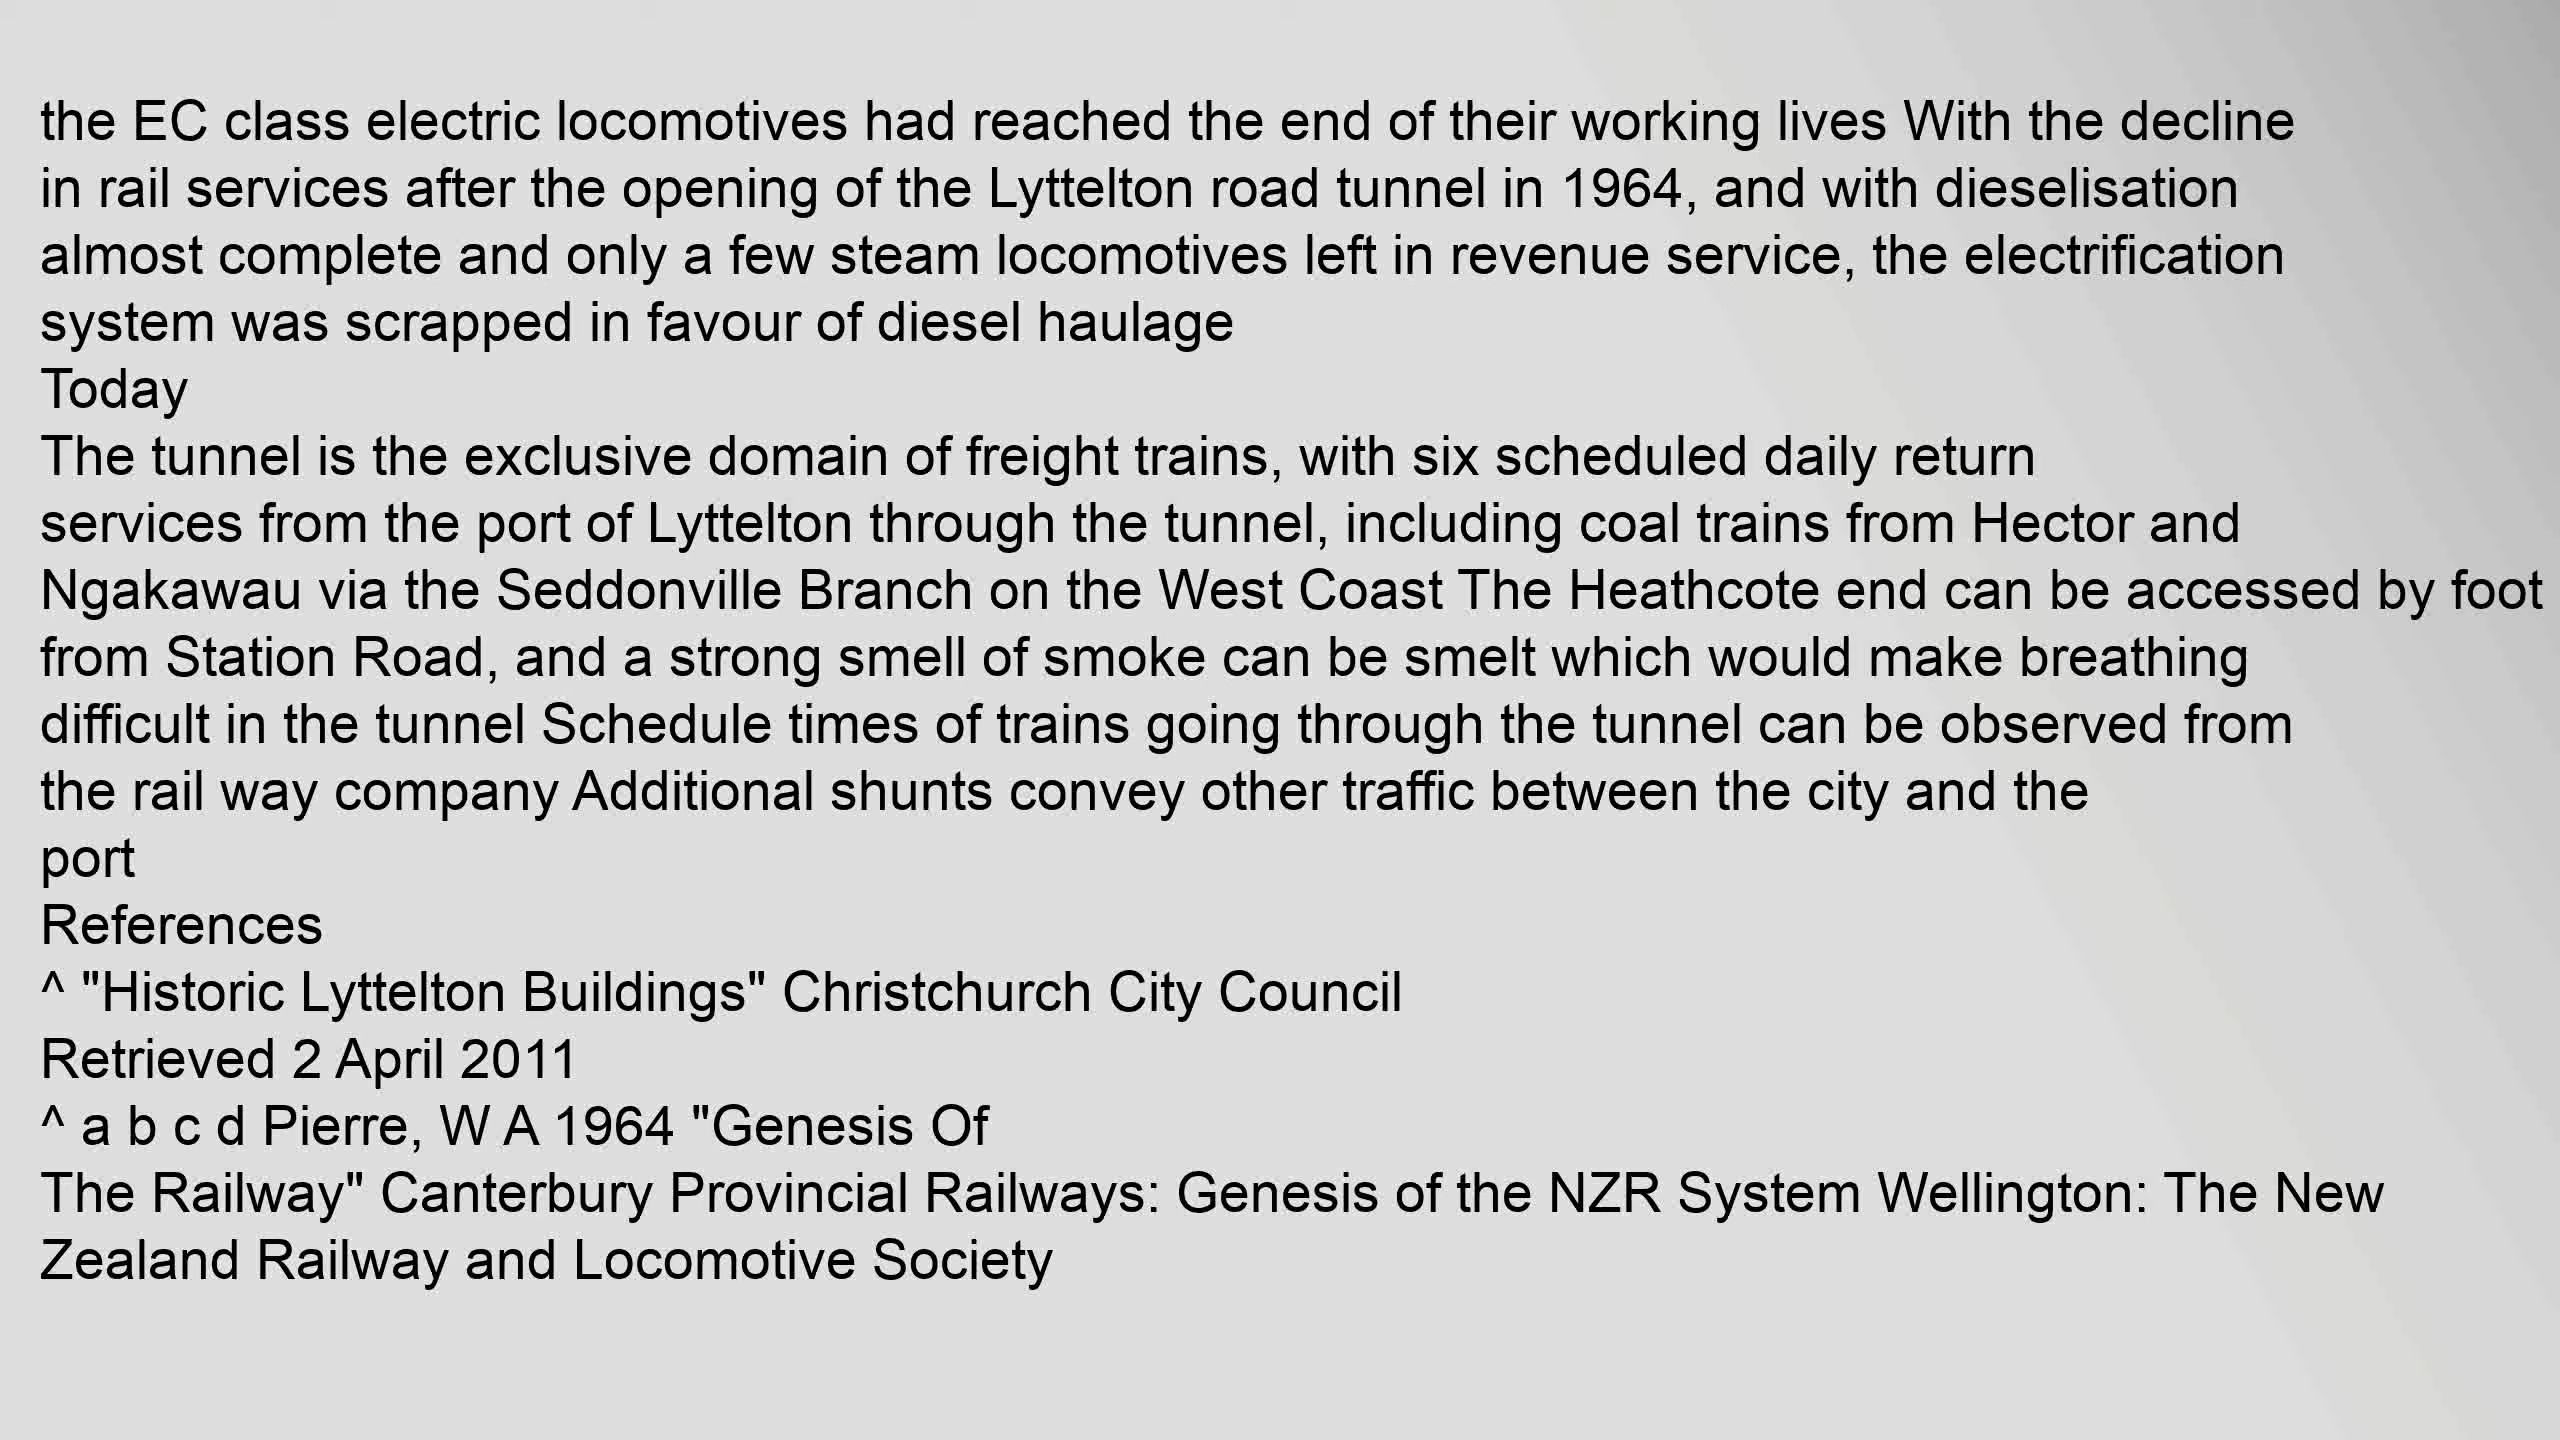 the EC class electric locomotives had reached the end of their working lives With the decline
in rail services after the opening of the Lyttelton road tunnel in 1964, and with dieselisation
almost complete and only a few steam locomotives left in revenue service, the electrification
system was scrapped in favour of diesel haulage
Today
The tunnel is the exclusive domain of freight trains, with six scheduled daily return
services from the port of Lyttelton through the tunnel, including coal trains from Hector and
Ngakawau via the Seddonville Branch on the West Coast The Heathcote end can be accessed by foot
from Station Road, and a strong smell of smoke can be smelt which would make breathing
difficult in the tunnel Schedule times of trains going through the tunnel can be observed from
the rail way company Additional shunts convey other traffic between the city and the
port
References
^ "Historic Lyttelton Buildings" Christchurch City Council
Retrieved 2 April 2011
^ a b c d Pierre, W A 1964 "Genesis Of
The Railway" Canterbury Provincial Railways: Genesis of the NZR System Wellington: The New
Zealand Railway and Locomotive Society